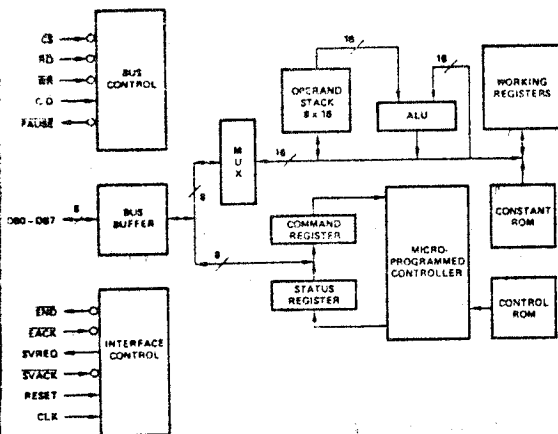 CS
RD
WR
C/D
PAUSE
BUS
CONTROL
16
16
OPERAND
STACK
8 x 16
ALU
WORKING
REGISTERS
M
U
X
16
8
DB0 - DB7
8
BUS
BUFFER
8
COMMAND
REGISTER
MICRO-
PROGRAMMED
CONTROLLER
CONSTANT
ROM
STATUS
REGISTER
CONTROL
ROM
END
EACK
SVREQ
SVACK
RESET
CLK
INTERFACE
CONTROL